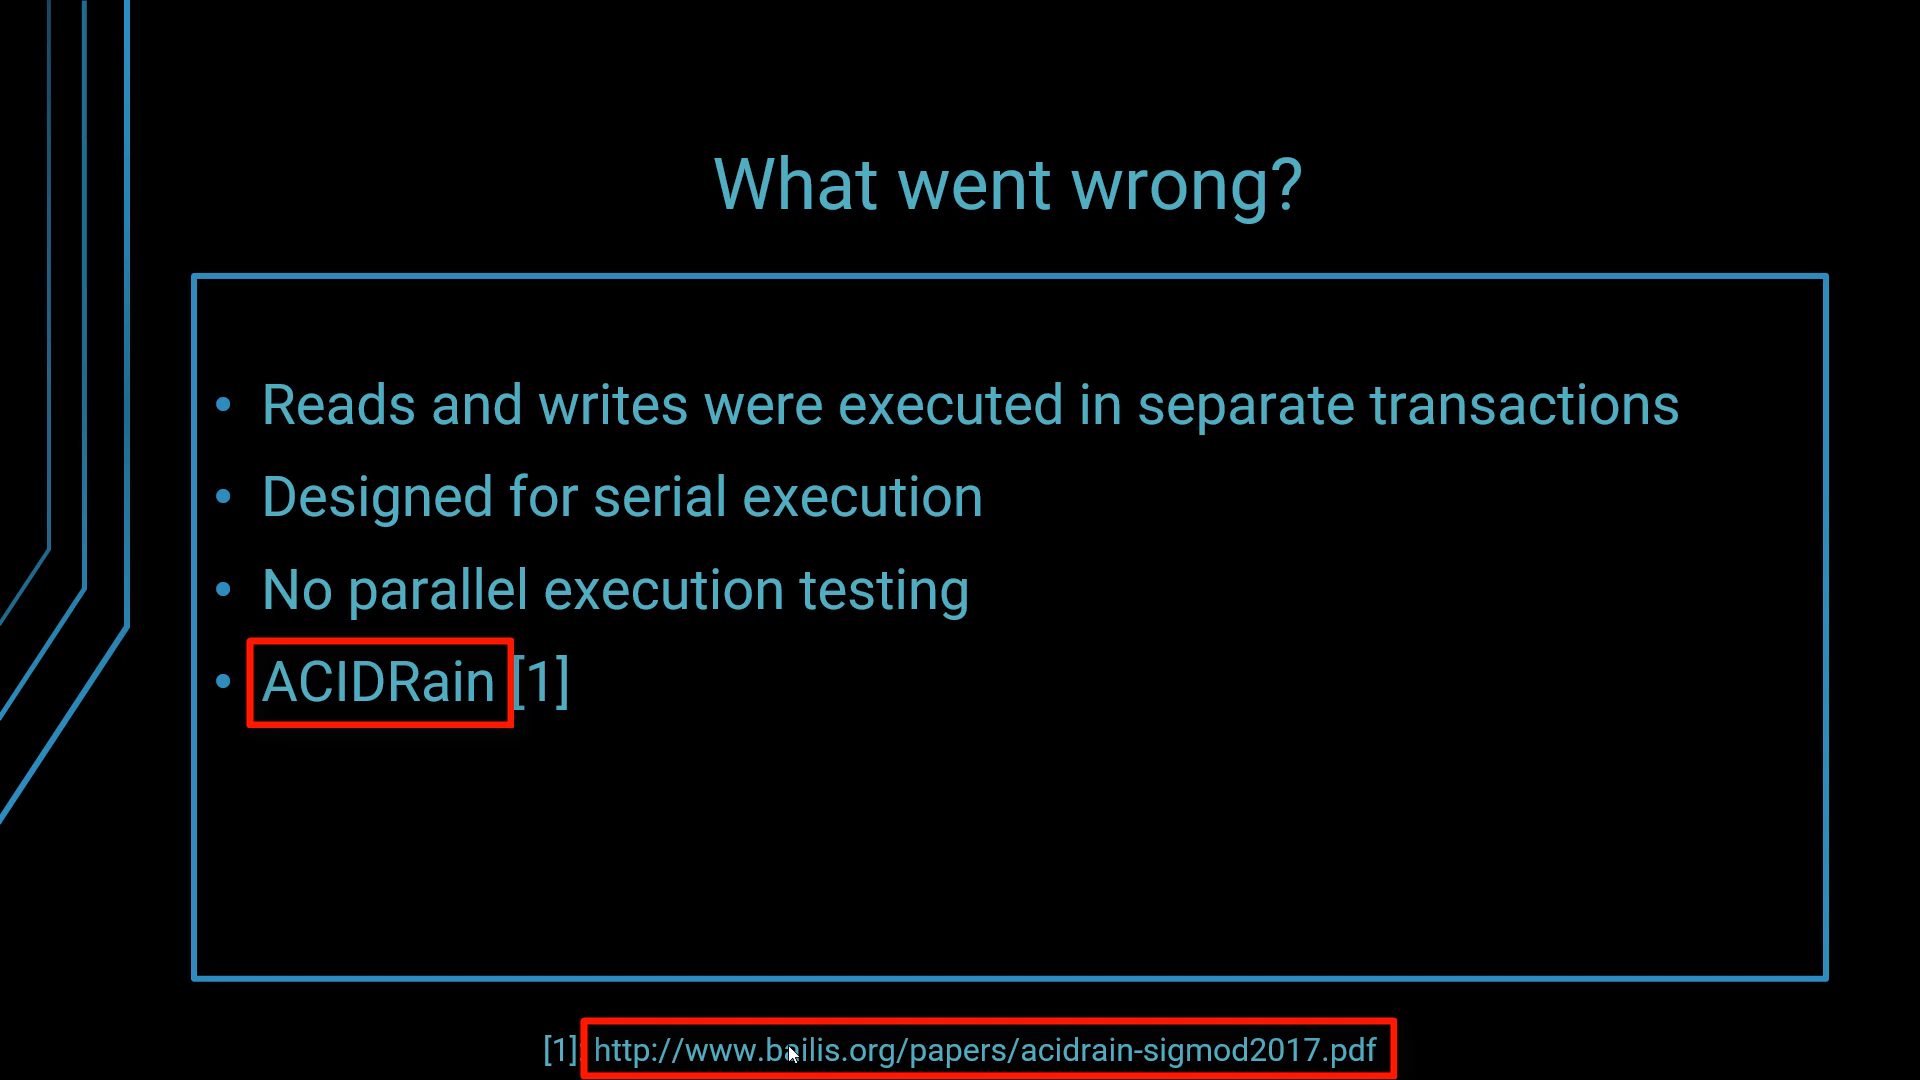 What went wrong?
• Reads and writes were executed in separate transactions
• Designed for serial execution
• No parallel execution testing
• ACIDRain [1]
[1]: http://www.bailis.org/papers/acidrain-sigmod2017.pdf